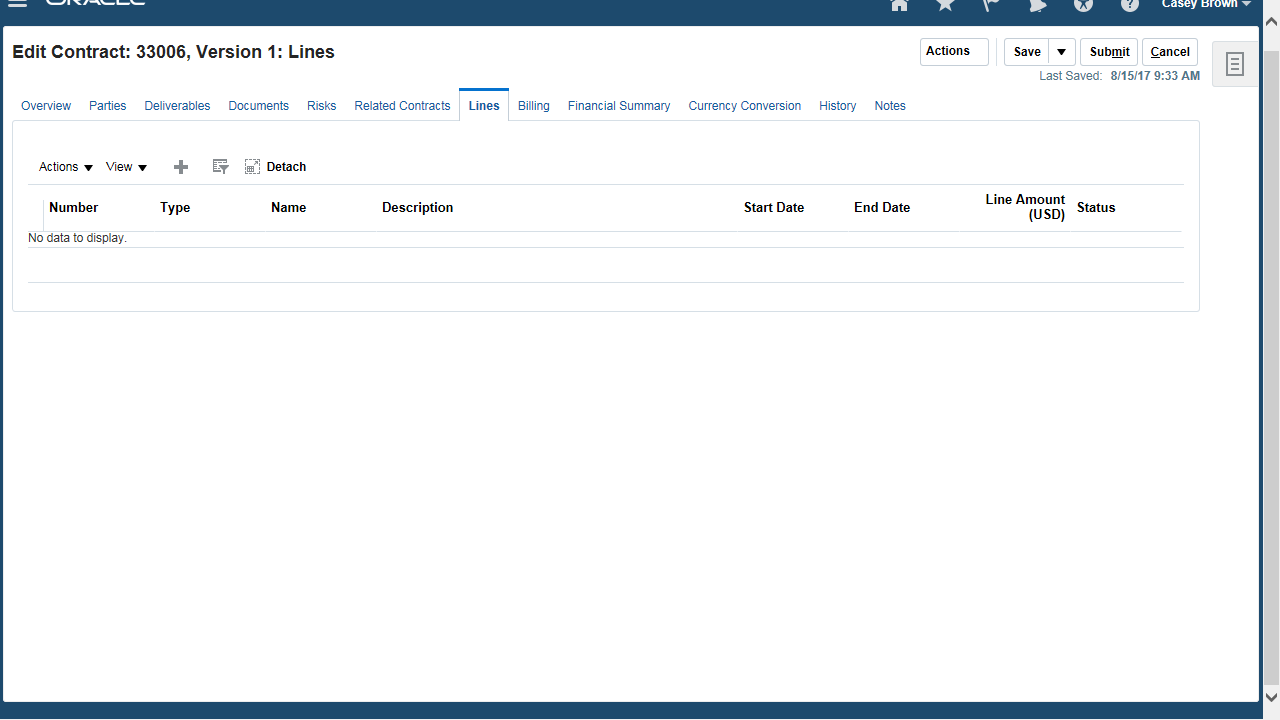 ORACLE
Casey Brown
Edit Contract: 33006, Version 1: Lines
Actions
Save
Submit
Cancel
Last Saved: 8/15/17 9:33 AM
Overview Parties Deliverables Documents Risks Related Contracts Lines Billing Financial Summary Currency Conversion History Notes
Actions View Detach
Number Type Name Description Start Date End Date Line Amount (USD) Status
No data to display.